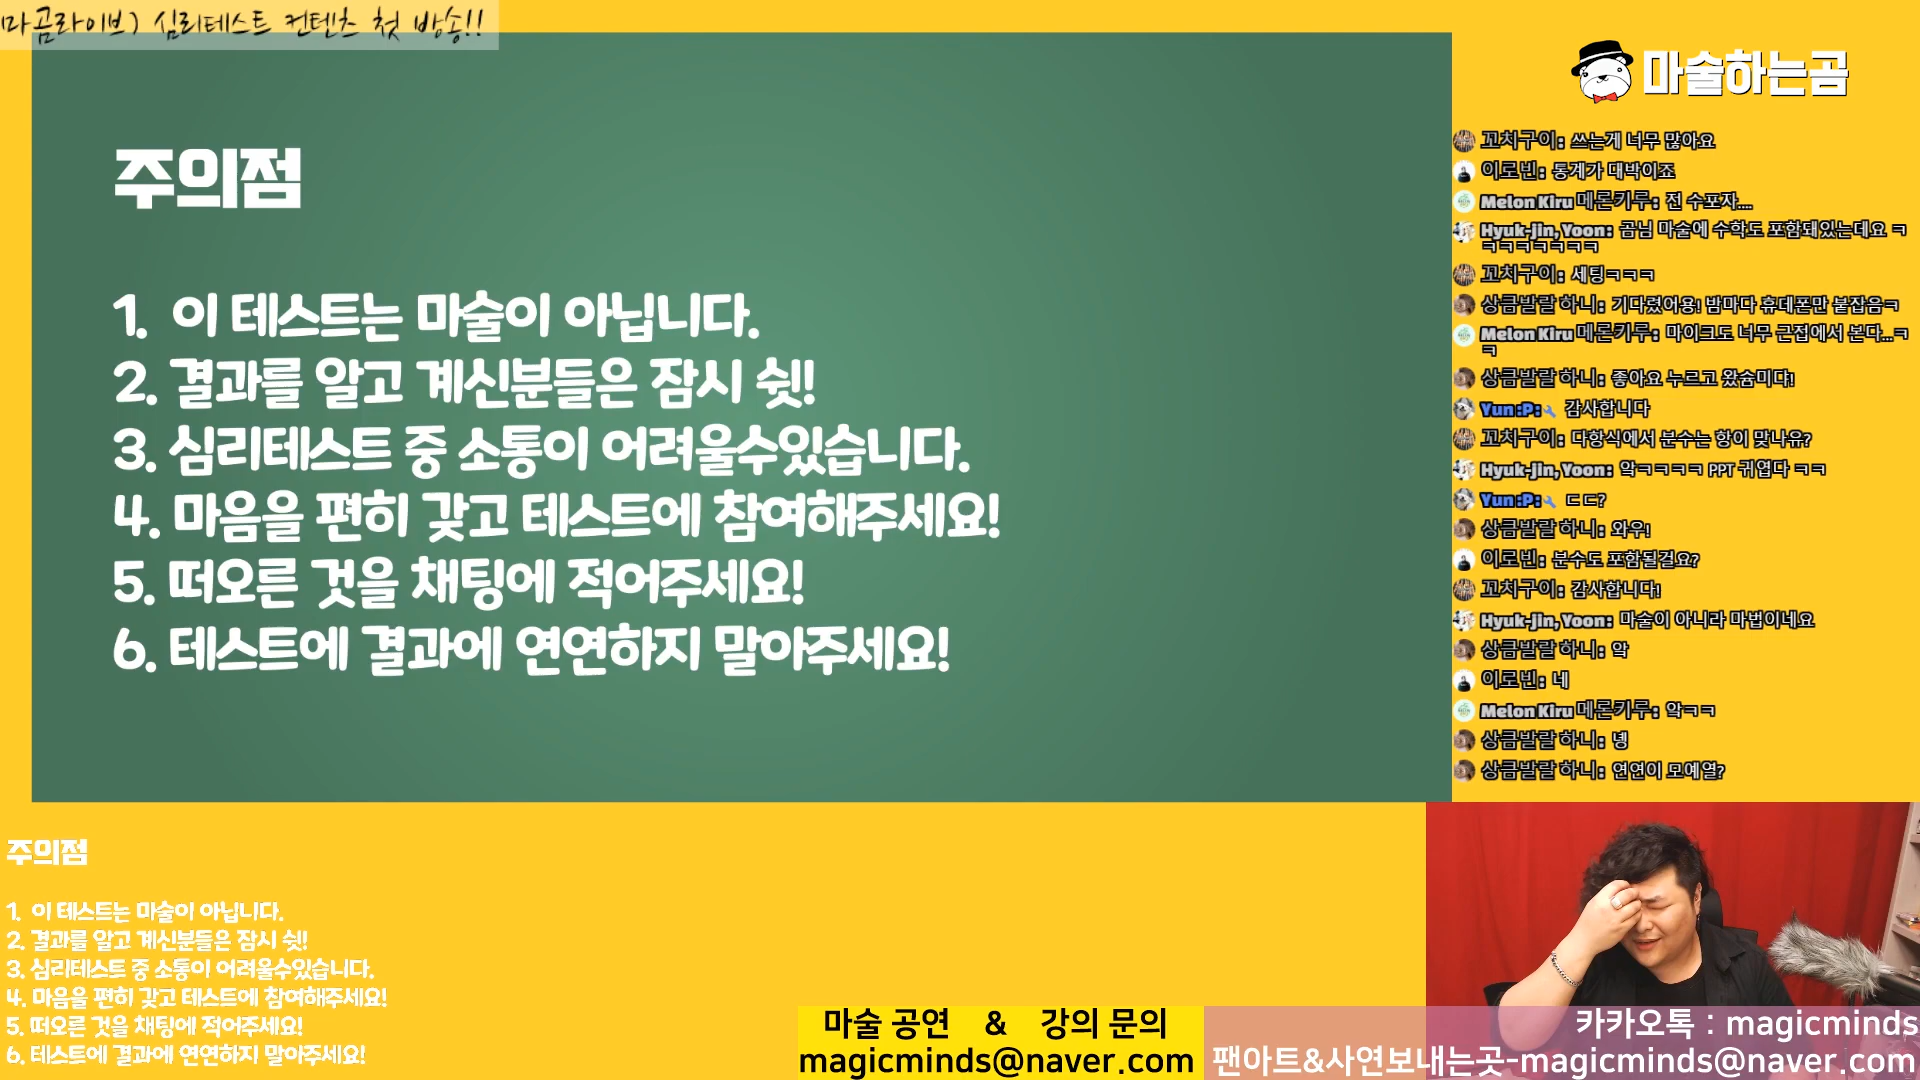 마곰라이브) 심리테스트 컨텐츠 첫 방송!!
마술하는곰
주의점
1. 이 테스트는 마술이 아닙니다.
2. 결과를 알고 계신분들은 잠시 쉿!
3. 심리테스트 중 소통이 어려울수있습니다.
4. 마음을 편히 갖고 테스트에 참여해주세요!
5. 떠오른 것을 채팅에 적어주세요!
6. 테스트에 결과에 연연하지 말아주세요!
꼬치구이: 쓰는게 너무 많아요
이로빈: 통계가 대박이죠
Melon Kiru 메론키루: 전 수포자....
Hyuk-jin, Yoon: 곰님 마술에 수학도 포함돼있는데요 ㅋ
ㅋㅋㅋㅋㅋㅋㅋ
꼬치구이: 세팅ㅋㅋㅋ
상큼발랄 하니: 기다렸어용! 밤마다 휴데폰만 붙잡음ㅋ
Melon Kiru 메론키루: 마이크도 너무 근접에서 본다...ㅋ
ㅋ
상큼발랄 하니: 좋아요 누르고 왔슴미다!
Yun :P: 감사합니다
꼬치구이: 다항식에서 분수는 항이 맞나유?
Hyuk-jin, Yoon: 악ㅋㅋㅋㅋ PPT 귀엽다 ㅋㅋ
Yun :P: ㄷㄷ?
상큼발랄 하니: 와우!
이로빈: 분수도 포함될걸요?
꼬치구이: 감사합니다!
Hyuk-jin, Yoon: 마술이 아니라 마법이네요
상큼발랄 하니: 악
이로빈: 네
Melon Kiru 메론키루: 악ㅋㅋ
상큼발랄 하니: 넹
상큼발랄 하니: 연연이 모예열?
주의점
1. 이 테스트는 마술이 아닙니다.
2. 결과를 알고 계신분들은 잠시 쉿!
3. 심리테스트 중 소통이 어려울수있습니다.
4. 마음을 편히 갖고 테스트에 참여해주세요!
5. 떠오른 것을 채팅에 적어주세요!
6. 테스트에 결과에 연연하지 말아주세요!
마술 공연 & 강의 문의
magicminds@naver.com
카카오톡 : magicminds
팬아트&사연보내는곳-magicminds@naver.com